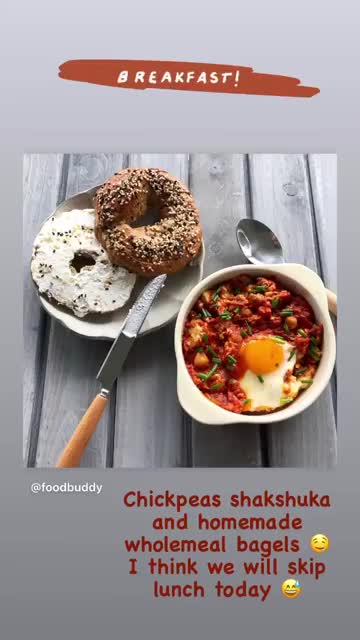 BREAKFAST!
@foodbuddy
Chickpeas shakshuka
and homemade
wholemeal bagels 🤤
I think we will skip
lunch today 😅